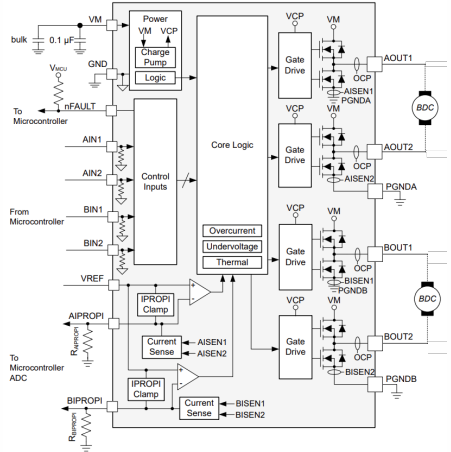 VM
bulk
0.1 µF
GND
VMCU
nFAULT
To
Microcontroller
AIN1
AIN2
BIN1
BIN2
From
Microcontroller
VREF
AIPROPI
RAIPROPI
To
Microcontroller
ADC
BIPROPI
RBIPROPI
Power
VM
VCP
Charge
Pump
Logic
Control
Inputs
Core Logic
Overcurrent
Undervoltage
Thermal
IPROPI
Clamp
+
-
Current
Sense
AISEN1
AISEN2
IPROPI
Clamp
+
-
Current
Sense
BISEN1
BISEN2
VCP
VM
Gate
Drive
OCP
AISEN1
PGNDA
AOUT1
BDC
VCP
VM
Gate
Drive
OCP
AISEN2
AOUT2
PGNDA
VCP
VM
Gate
Drive
OCP
BISEN1
PGNDB
BOUT1
BDC
VCP
VM
Gate
Drive
OCP
BISEN2
BOUT2
PGNDB